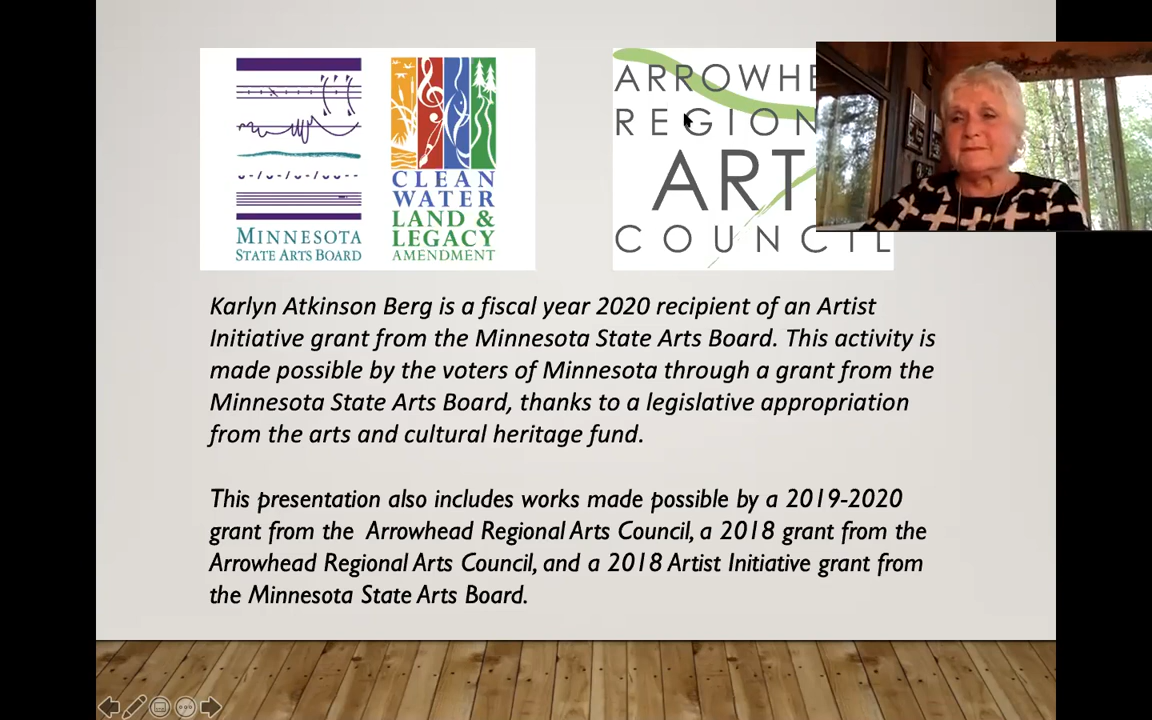 MINNESOTA
STATE ARTS BOARD
CLEAN
WATER
LAND &
LEGACY
AMENDMENT
ARROWHE
REGION
ART
COUNCIL
Karlyn Atkinson Berg is a fiscal year 2020 recipient of an Artist
Initiative grant from the Minnesota State Arts Board. This activity is
made possible by the voters of Minnesota through a grant from the
Minnesota State Arts Board, thanks to a legislative appropriation
from the arts and cultural heritage fund.
This presentation also includes works made possible by a 2019-2020
grant from the Arrowhead Regional Arts Council, a 2018 grant from the
Arrowhead Regional Arts Council, and a 2018 Artist Initiative grant from
the Minnesota State Arts Board.